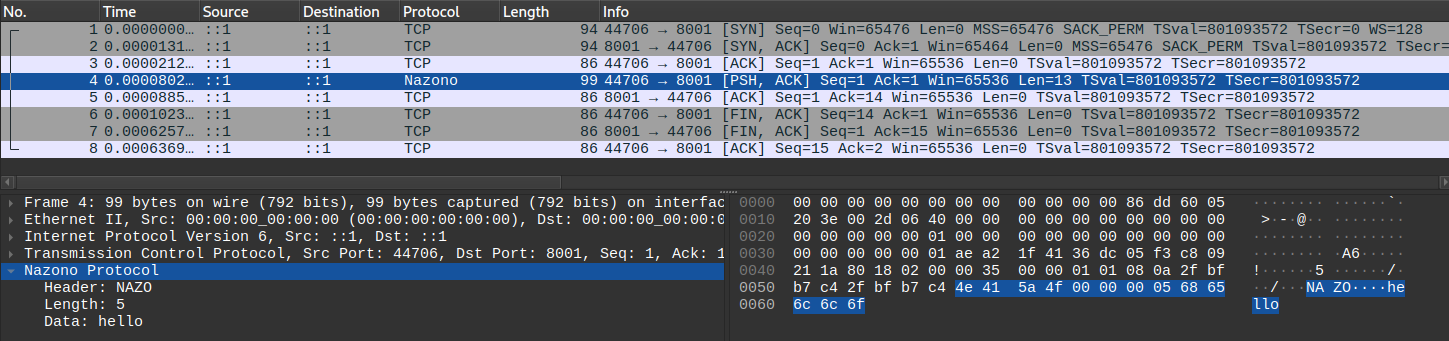 No. Time Source Destination Protocol Length Info
1 0.0000000… ::1 ::1 TCP 94 44706 → 8001 [SYN] Seq=0 Win=65476 Len=0 MSS=65476 SACK_PERM TSval=801093572 TSecr=0 WS=128
2 0.0000131… ::1 ::1 TCP 94 8001 → 44706 [SYN, ACK] Seq=0 Ack=1 Win=65464 Len=0 MSS=65476 SACK_PERM TSval=801093572 TSecr=
3 0.0000212… ::1 ::1 TCP 86 44706 → 8001 [ACK] Seq=1 Ack=1 Win=65536 Len=0 TSval=801093572 TSecr=801093572
4 0.0000802… ::1 ::1 Nazono 99 44706 → 8001 [PSH, ACK] Seq=1 Ack=1 Win=65536 Len=13 TSval=801093572 TSecr=801093572
5 0.0000885… ::1 ::1 TCP 86 8001 → 44706 [ACK] Seq=1 Ack=14 Win=65536 Len=0 TSval=801093572 TSecr=801093572
6 0.0001023… ::1 ::1 TCP 86 44706 → 8001 [FIN, ACK] Seq=14 Ack=1 Win=65536 Len=0 TSval=801093572 TSecr=801093572
7 0.0006257… ::1 ::1 TCP 86 8001 → 44706 [FIN, ACK] Seq=1 Ack=15 Win=65536 Len=0 TSval=801093572 TSecr=801093572
8 0.0006369… ::1 ::1 TCP 86 44706 → 8001 [ACK] Seq=15 Ack=2 Win=65536 Len=0 TSval=801093572 TSecr=801093572
Frame 4: 99 bytes on wire (792 bits), 99 bytes captured (792 bits) on interfac
Ethernet II, Src: 00:00:00_00:00:00 (00:00:00:00:00:00), Dst: 00:00:00_00:00:0
Internet Protocol Version 6, Src: ::1, Dst: ::1
Transmission Control Protocol, Src Port: 44706, Dst Port: 8001, Seq: 1, Ack: 1
Nazono Protocol
Header: NAZO
Length: 5
Data: hello
0000 00 00 00 00 00 00 00 00 00 00 00 00 86 dd 60 05 ········ ······`·
0010 20 3e 00 2d 06 40 00 00 00 00 00 00 00 00 00 00 >·-·@·· ········
0020 00 00 00 00 00 00 01 00 00 00 00 00 00 00 00 00 ········ ········
0030 00 00 00 00 00 01 ae a2 1f 41 36 dc 05 f3 c8 09 ········ ·A6·····
0040 21 1a 80 18 02 00 00 35 00 00 01 01 08 0a 2f bf !······5 ······/·
0050 b7 c4 2f bf b7 c4 4e 41 5a 4f 00 00 00 05 68 65 ··/···NA ZO····he
0060 6c 6c 6f llo